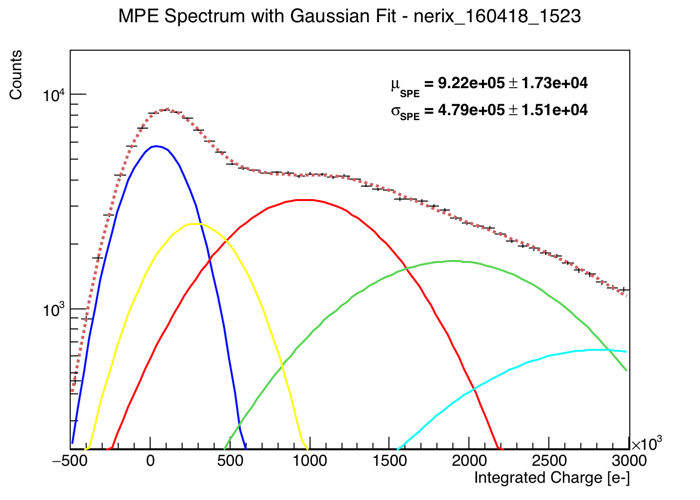 MPE Spectrum with Gaussian Fit - nerix_160418_1523
Counts
μSPE = 9.22e+05 ± 1.73e+04
σSPE = 4.79e+05 ± 1.51e+04
10⁴
10³
−500 0 500 1000 1500 2000 2500 3000
×10³
Integrated Charge [e-]